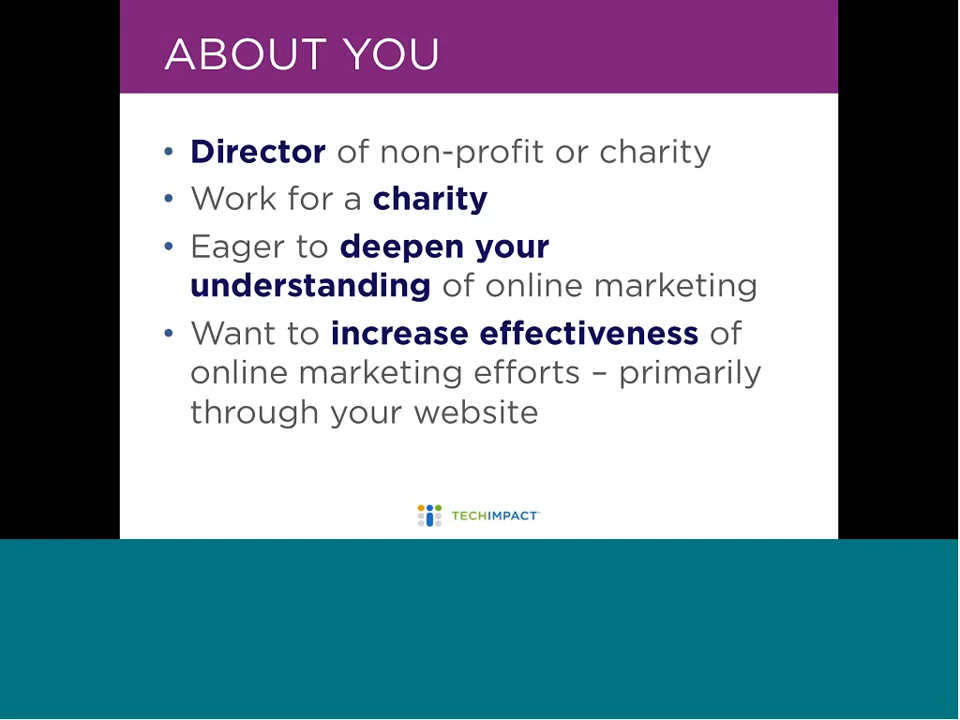 ABOUT YOU
• Director of non-profit or charity
• Work for a charity
• Eager to deepen your
understanding of online marketing
• Want to increase effectiveness of
online marketing efforts – primarily
through your website
TECHIMPACT™